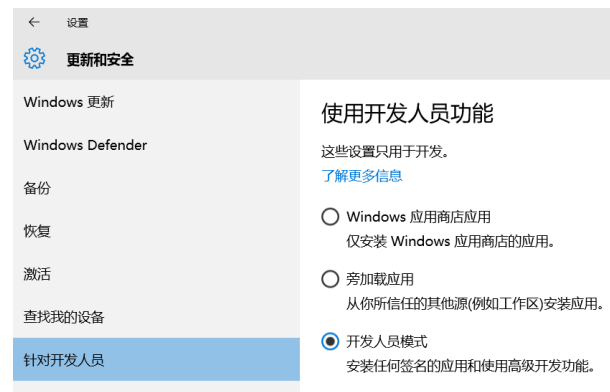 ← 设置
更新和安全
Windows 更新
Windows Defender
备份
恢复
激活
查找我的设备
针对开发人员
使用开发人员功能
这些设置只用于开发。
了解更多信息
Windows 应用商店应用
仅安装 Windows 应用商店的应用。
旁加载应用
从你所信任的其他源(例如工作区)安装应用。
开发人员模式
安装任何签名的应用和使用高级开发功能。